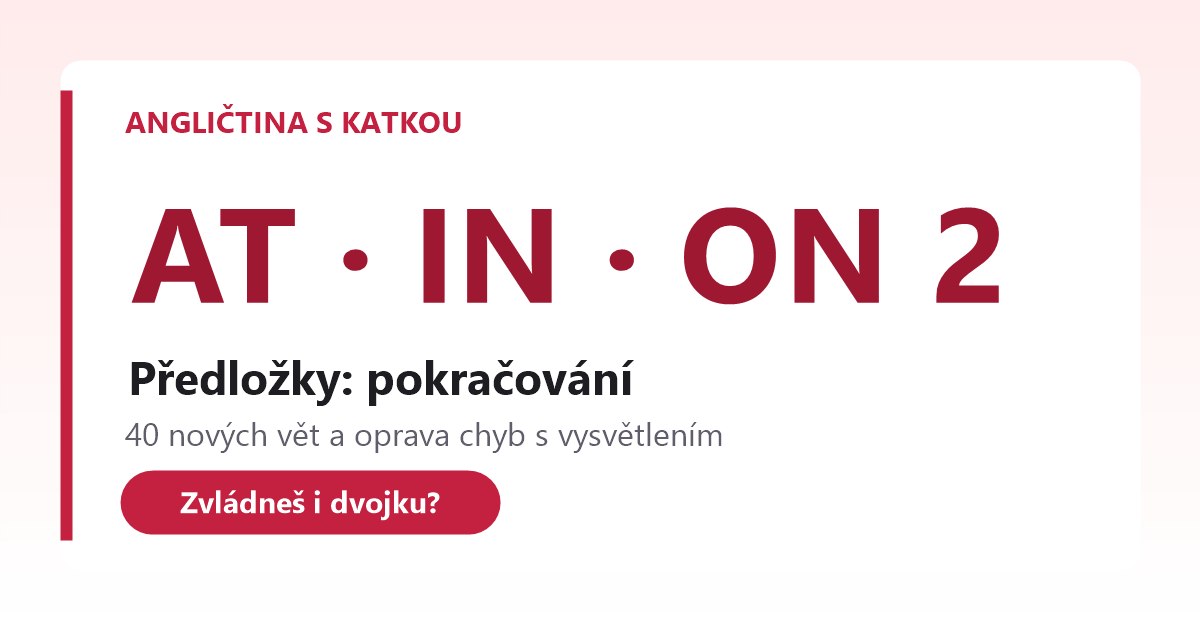 ANGLIČTINA S KATKOU
AT · IN · ON 2
Předložky: pokračování
40 nových vět a oprava chyb s vysvětlením
Zvládneš i dvojku?